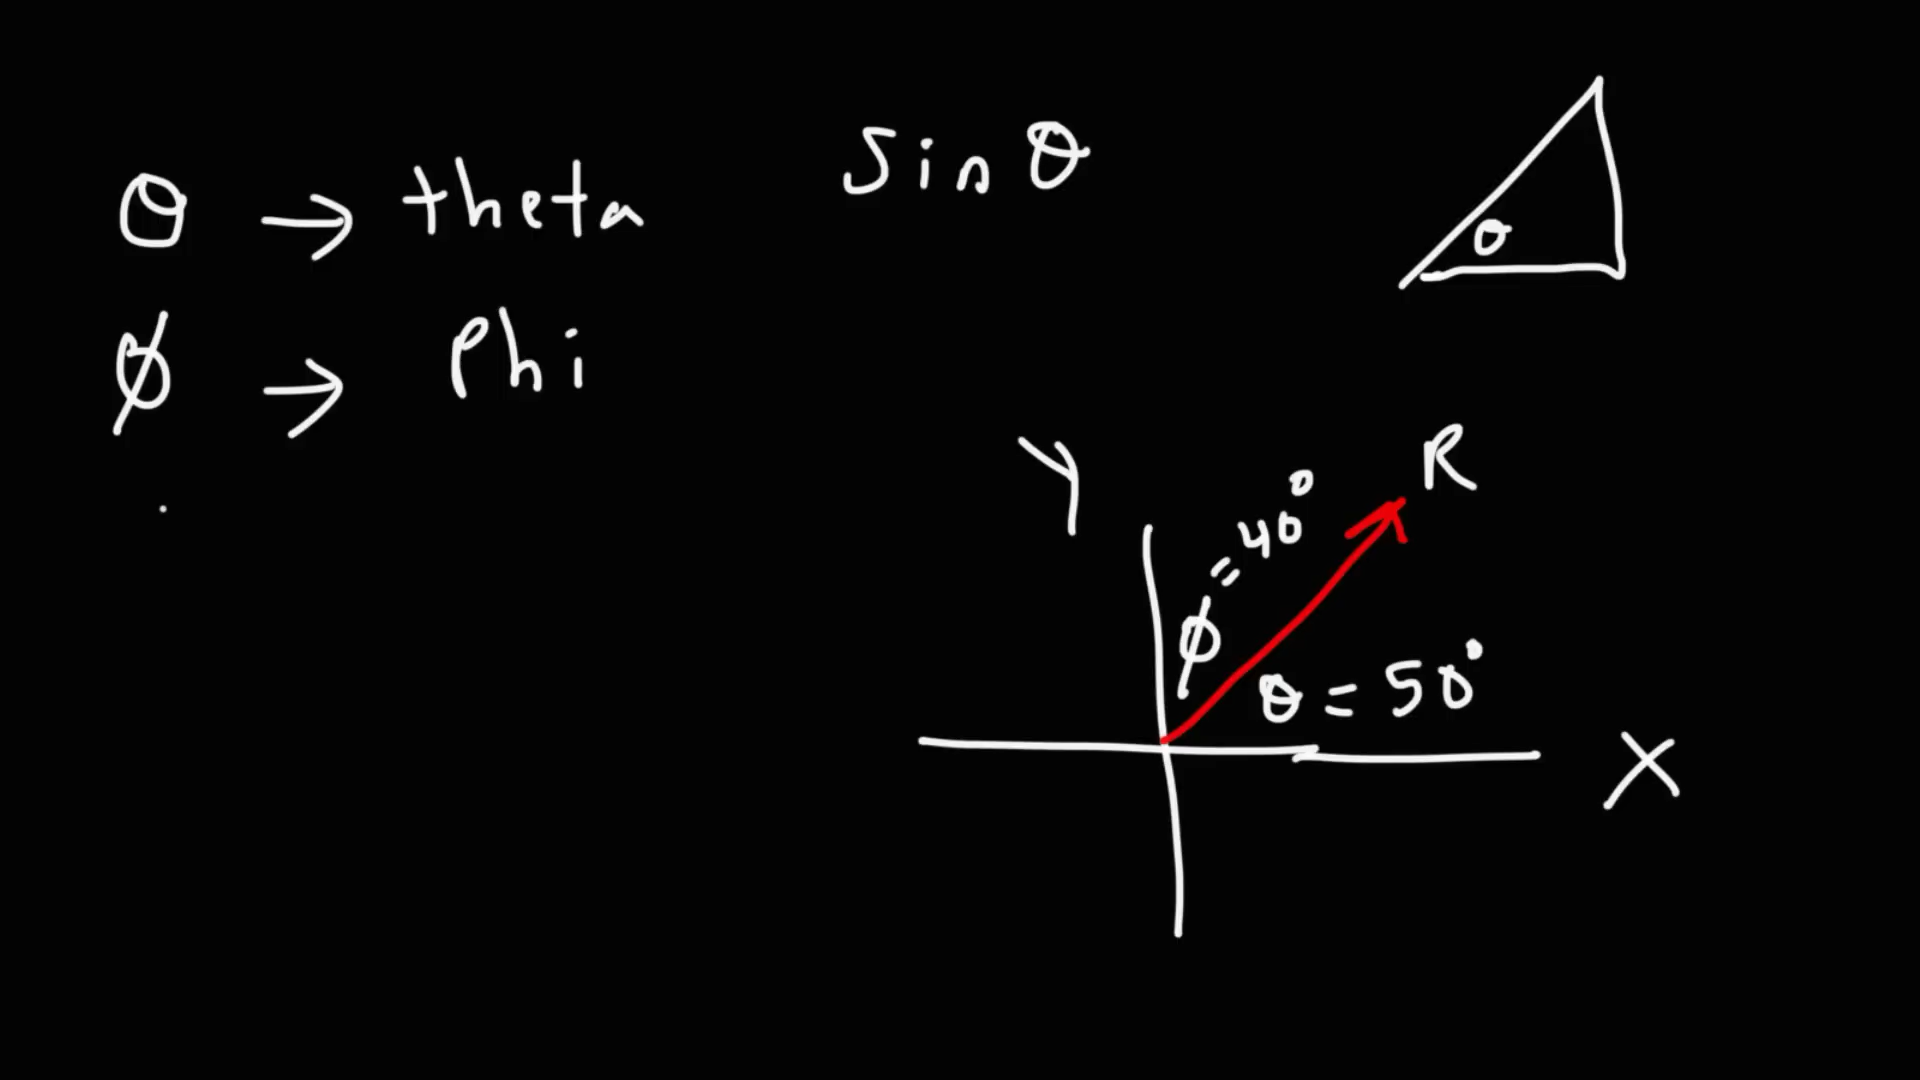 θ → theta
sin θ
θ
ϕ → Phi
Y
R
ϕ = 40°
θ = 50°
X